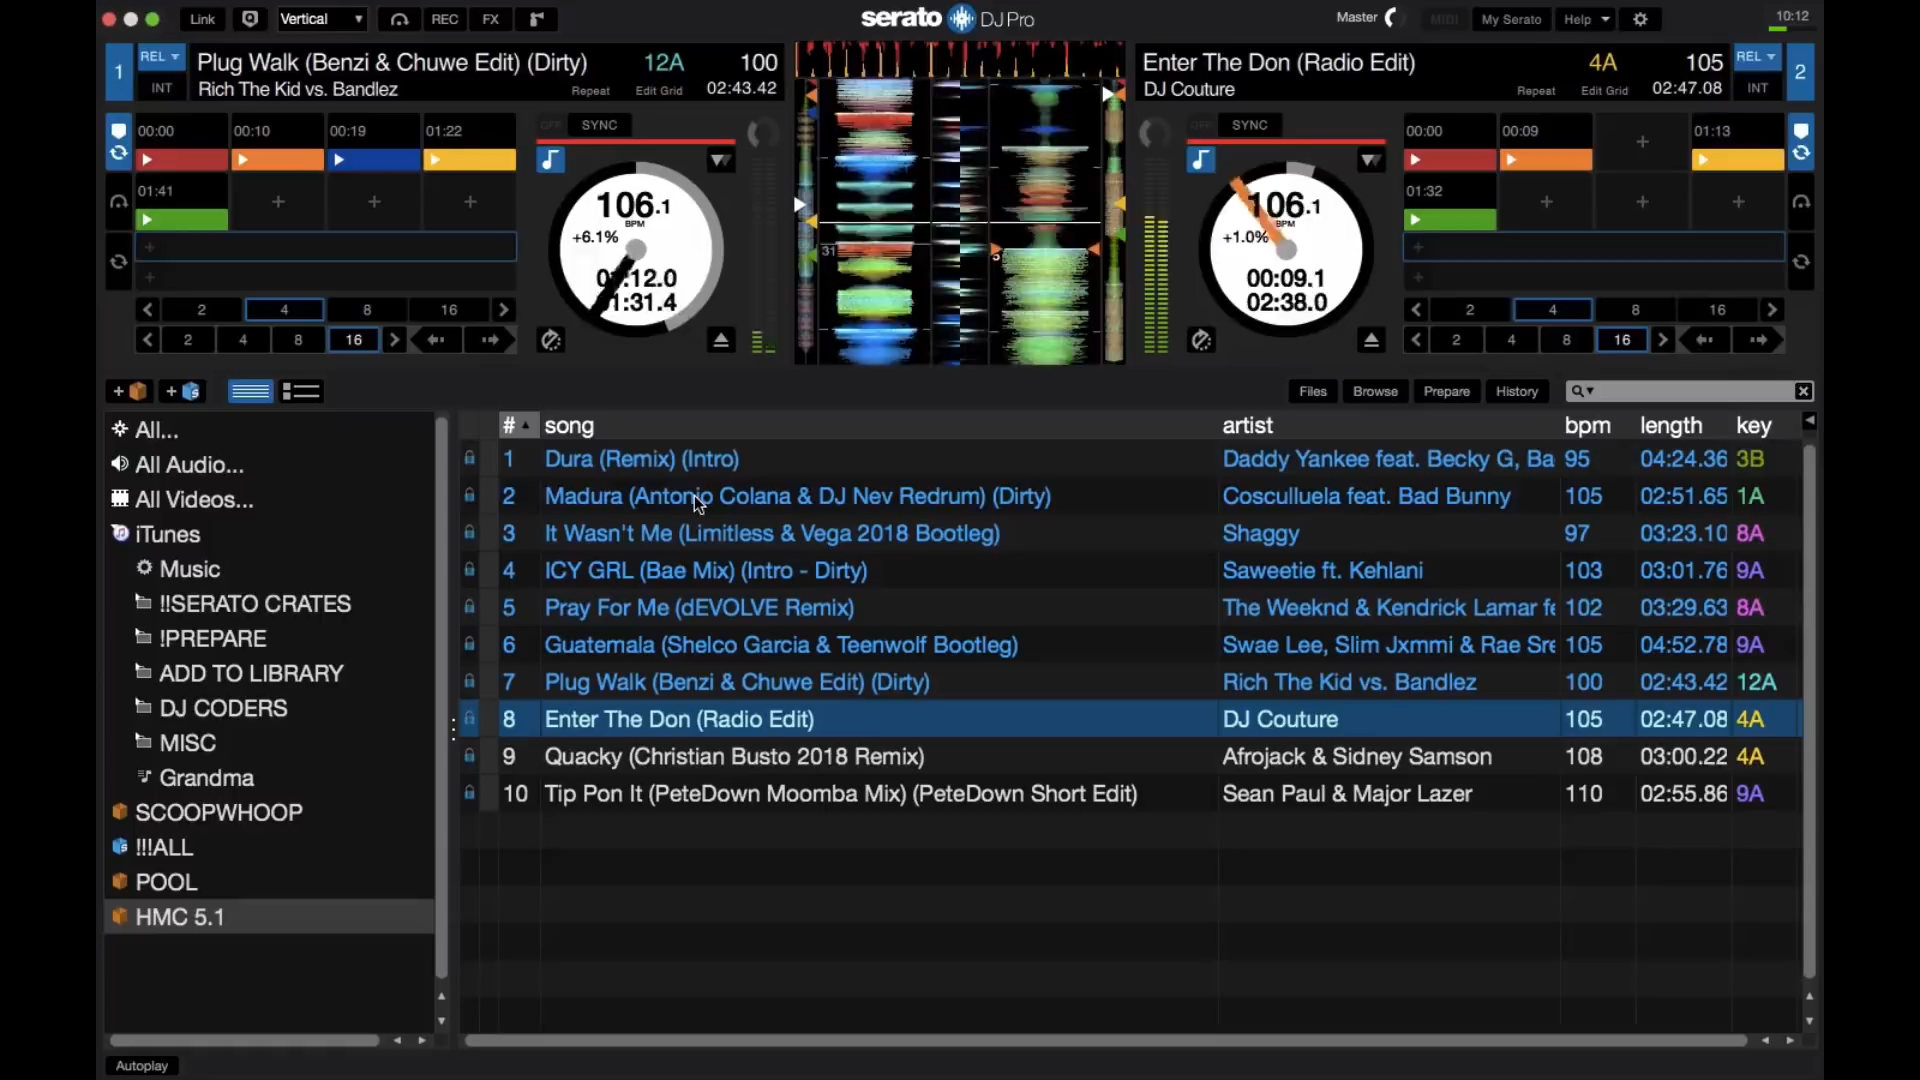 Link Vertical REC FX serato DJ Pro Master MIDI My Serato Help 10:12
1 REL Plug Walk (Benzi & Chuwe Edit) (Dirty) 12A 100
INT Rich The Kid vs. Bandlez Repeat Edit Grid 02:43.42
Enter The Don (Radio Edit) 4A 105 REL 2
DJ Couture Repeat Edit Grid 02:47.08 INT
00:00 00:10 00:19 01:22
01:41
OFF SYNC
106.1
BPM
+6.1%
01:31.4
2 4 8 16
2 4 8 16
31
5
OFF SYNC
106.1
BPM
+1.0%
00:09.1
02:38.0
00:00 00:09 01:13
01:32
2 4 8 16
2 4 8 16
Files Browse Prepare History
All...
All Audio...
All Videos...
iTunes
Music
!!SERATO CRATES
!PREPARE
ADD TO LIBRARY
DJ CODERS
MISC
Grandma
SCOOPWHOOP
!!!ALL
POOL
HMC 5.1
# song artist bpm length key
1 Dura (Remix) (Intro) Daddy Yankee feat. Becky G, Ba 95 04:24.36 3B
2 Madura (Antonio Colana & DJ Nev Redrum) (Dirty) Cosculluela feat. Bad Bunny 105 02:51.65 1A
3 It Wasn't Me (Limitless & Vega 2018 Bootleg) Shaggy 97 03:23.10 8A
4 ICY GRL (Bae Mix) (Intro - Dirty) Saweetie ft. Kehlani 103 03:01.76 9A
5 Pray For Me (dEVOLVE Remix) The Weeknd & Kendrick Lamar fe 102 03:29.63 8A
6 Guatemala (Shelco Garcia & Teenwolf Bootleg) Swae Lee, Slim Jxmmi & Rae Sre 105 04:52.78 9A
7 Plug Walk (Benzi & Chuwe Edit) (Dirty) Rich The Kid vs. Bandlez 100 02:43.42 12A
8 Enter The Don (Radio Edit) DJ Couture 105 02:47.08 4A
9 Quacky (Christian Busto 2018 Remix) Afrojack & Sidney Samson 108 03:00.22 4A
10 Tip Pon It (PeteDown Moomba Mix) (PeteDown Short Edit) Sean Paul & Major Lazer 110 02:55.86 9A
Autoplay